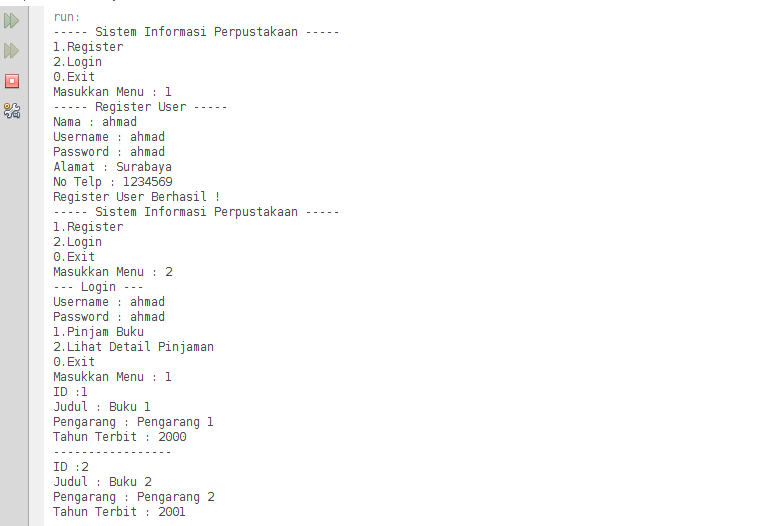 run:
----- Sistem Informasi Perpustakaan -----
1.Register
2.Login
0.Exit
Masukkan Menu : 1
----- Register User -----
Nama : ahmad
Username : ahmad
Password : ahmad
Alamat : Surabaya
No Telp : 1234569
Register User Berhasil !
----- Sistem Informasi Perpustakaan -----
1.Register
2.Login
0.Exit
Masukkan Menu : 2
--- Login ---
Username : ahmad
Password : ahmad
1.Pinjam Buku
2.Lihat Detail Pinjaman
0.Exit
Masukkan Menu : 1
ID :1
Judul : Buku 1
Pengarang : Pengarang 1
Tahun Terbit : 2000
-----------------
ID :2
Judul : Buku 2
Pengarang : Pengarang 2
Tahun Terbit : 2001